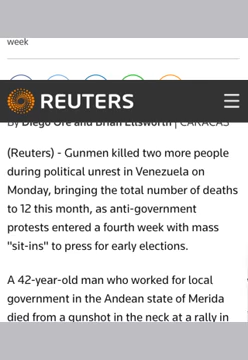 week
REUTERS
By Diego Ore and Brian Ellsworth | CARACAS
(Reuters) - Gunmen killed two more people
during political unrest in Venezuela on
Monday, bringing the total number of deaths
to 12 this month, as anti-government
protests entered a fourth week with mass
"sit-ins" to press for early elections.
A 42-year-old man who worked for local
government in the Andean state of Merida
died from a gunshot in the neck at a rally in